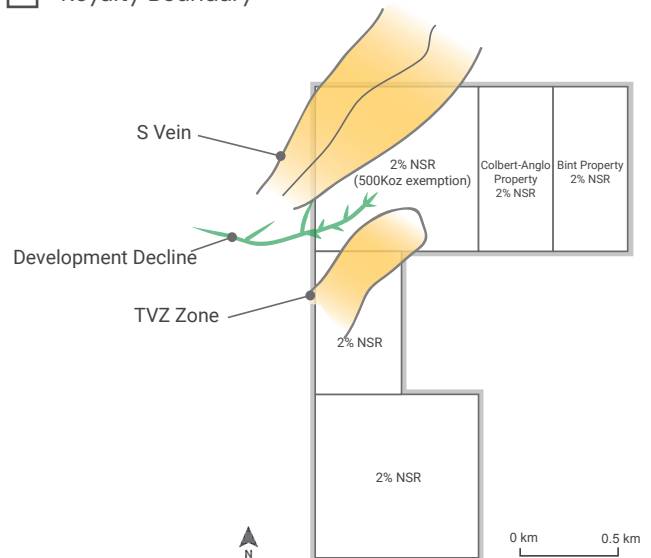 Royalty Boundary
S Vein
2% NSR
(500Koz exemption)
Colbert-Anglo
Property
2% NSR
Bint Property
2% NSR
Development Decline
TVZ Zone
2% NSR
2% NSR
N
0 km
0.5 km